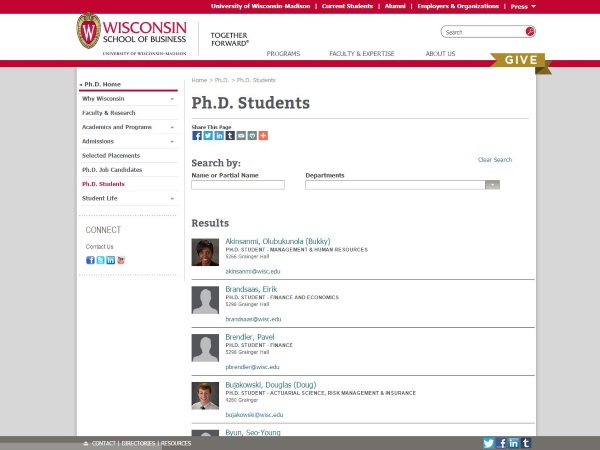 University of Wisconsin-Madison | Current Students | Alumni | Employers & Organizations | Press
WISCONSIN
SCHOOL OF BUSINESS
UNIVERSITY OF WISCONSIN-MADISON
TOGETHER
FORWARD®
Search
PROGRAMS
FACULTY & EXPERTISE
ABOUT US
GIVE
Ph.D. Home
Why Wisconsin
Faculty & Research
Academics and Programs
Admissions
Selected Placements
Ph.D. Job Candidates
Ph.D. Students
Student Life
CONNECT
Contact Us
Home > Ph.D. > Ph.D. Students
Ph.D. Students
Share This Page
Search by:
Clear Search
Name or Partial Name
Departments
Results
Akinsanmi, Olubukunola (Bukky)
PH.D. STUDENT - MANAGEMENT & HUMAN RESOURCES
5266 Grainger Hall
akinsanmi@wisc.edu
Brandsaas, Eirik
PH.D. STUDENT - FINANCE AND ECONOMICS
5298 Grainger Hall
brandsaas@wisc.edu
Brendler, Pavel
PH.D. STUDENT - FINANCE
5298 Grainger Hall
pbrendler@wisc.edu
Bujakowski, Douglas (Doug)
PH.D. STUDENT - ACTUARIAL SCIENCE, RISK MANAGEMENT & INSURANCE
4260 Grainger
bujakowski@wisc.edu
Byun, Seo-Young
CONTACT | DIRECTORIES | RESOURCES